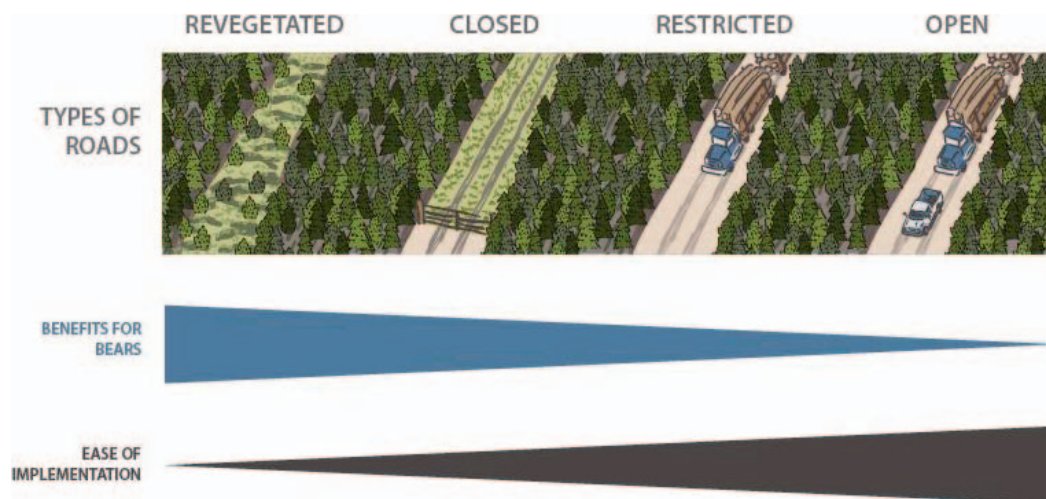 REVEGETATED CLOSED RESTRICTED OPEN
TYPES OF
ROADS
BENEFITS FOR
BEARS
EASE OF
IMPLEMENTATION